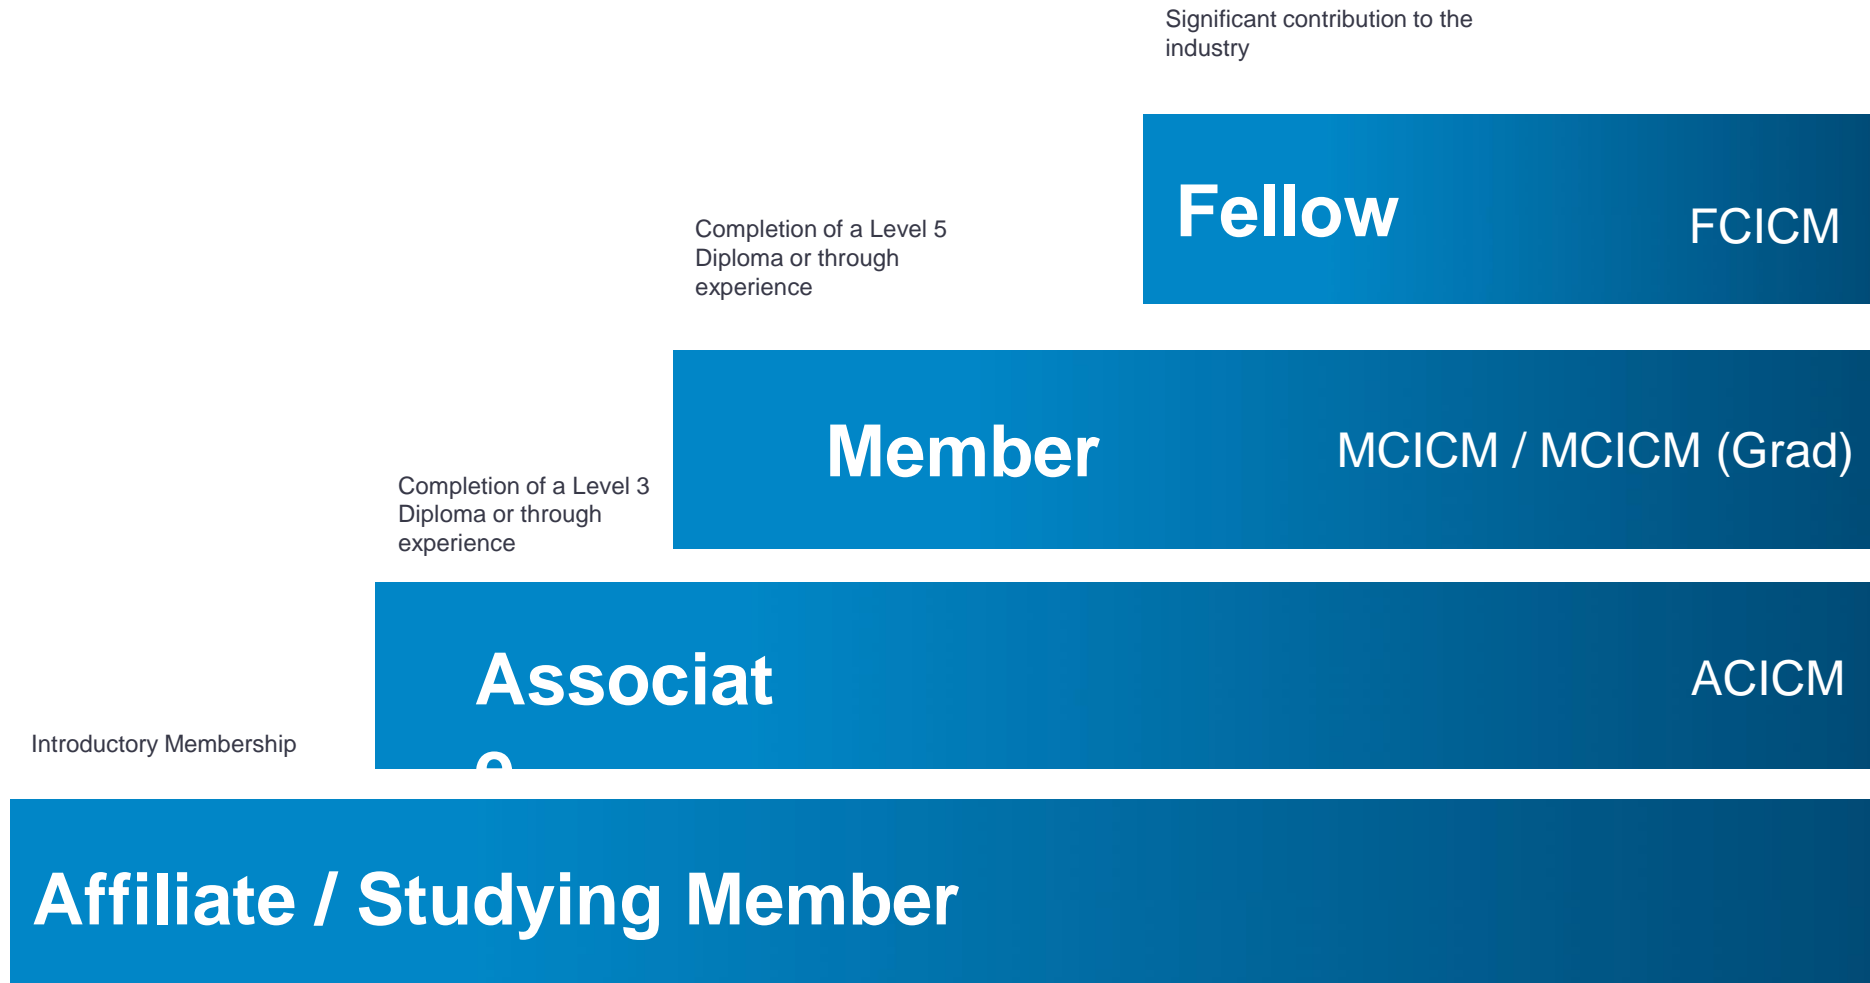 Significant contribution to the
industry
Fellow
FCICM
Completion of a Level 5
Diploma or through
experience
Member
MCICM / MCICM (Grad)
Completion of a Level 3
Diploma or through
experience
Associat
e
ACICM
Introductory Membership
Affiliate / Studying Member